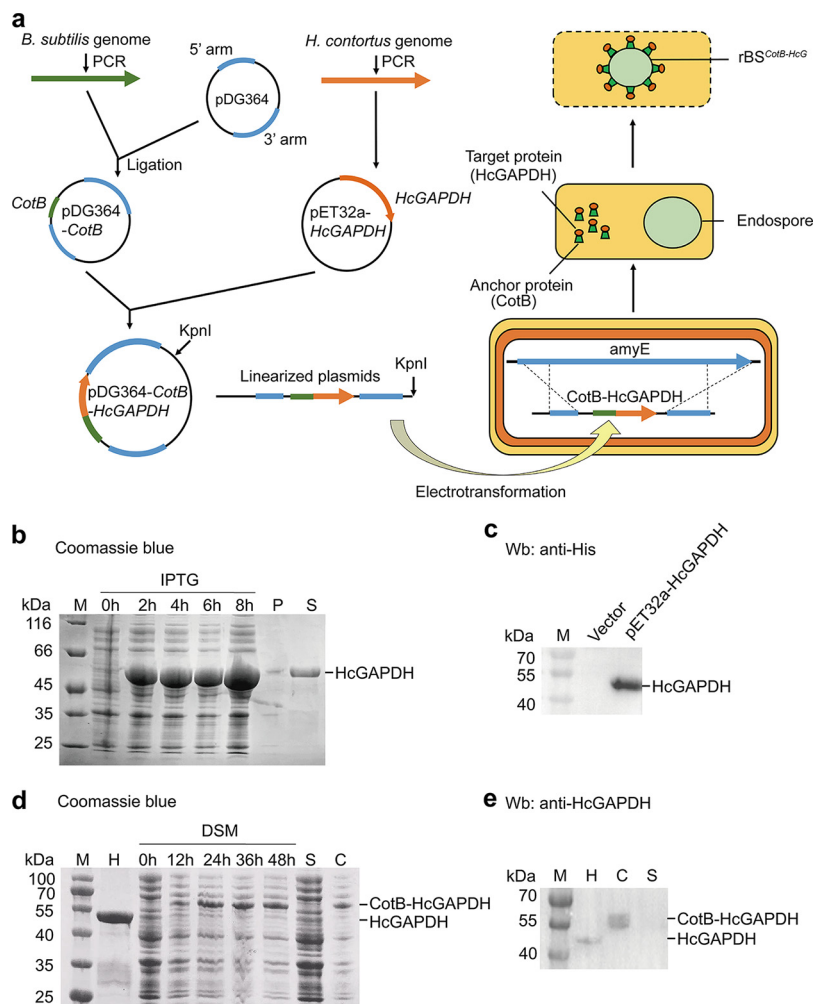 a
B. subtilis genome
PCR
5' arm
pDG364
3' arm
H. contortus genome
PCR
Ligation
CotB
pDG364
-CotB
HcGAPDH
pET32a-
HcGAPDH
KpnI
pDG364-CotB
-HcGAPDH
Linearized plasmids
KpnI
Electrotransformation
rBSCotB-HcG
Target protein
(HcGAPDH)
Endospore
Anchor protein
(CotB)
amyE
CotB-HcGAPDH
b
Coomassie blue
IPTG
kDa M 0h 2h 4h 6h 8h P S
116
66
45
35
25
HcGAPDH
c
Wb: anti-His
kDa M Vector pET32a-HcGAPDH
70
55
40
HcGAPDH
d
Coomassie blue
DSM
kDa M H 0h 12h 24h 36h 48h S C
100
70
55
40
35
25
CotB-HcGAPDH
HcGAPDH
e
Wb: anti-HcGAPDH
kDa M H C S
70
55
40
CotB-HcGAPDH
HcGAPDH